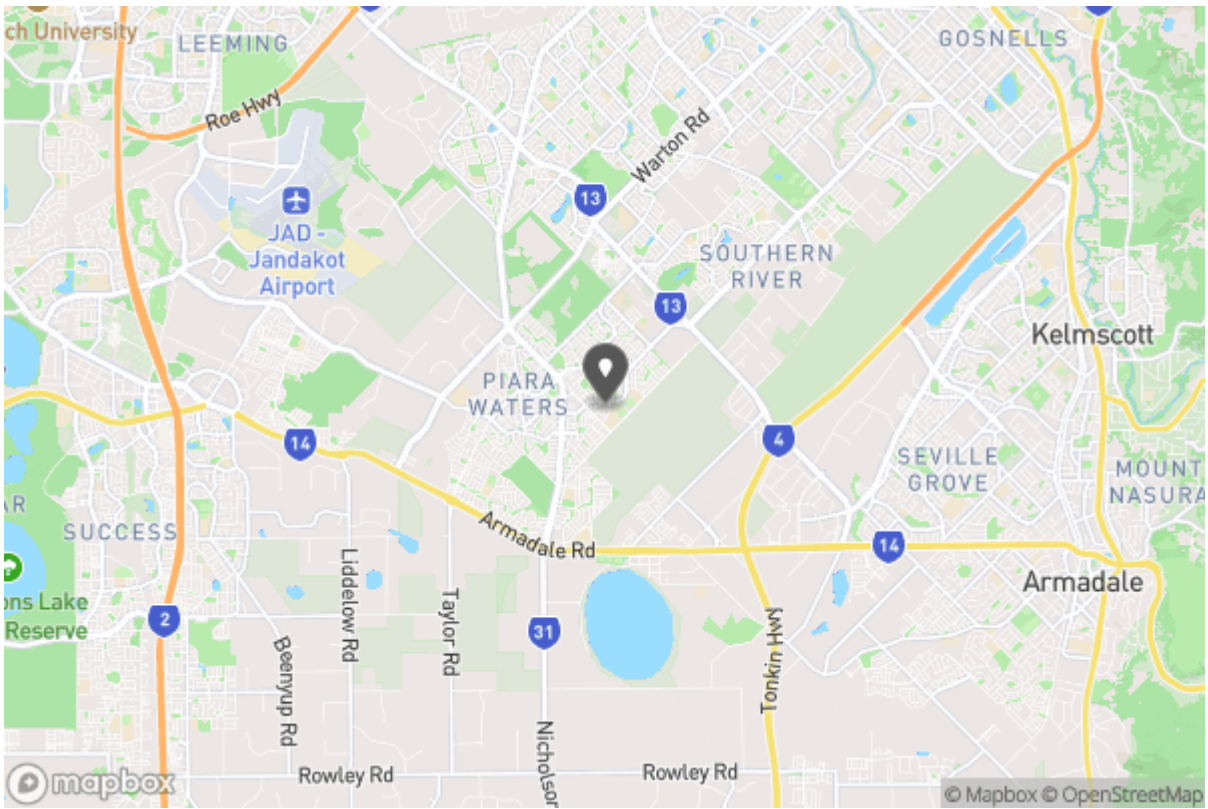 ch University
LEEMING
GOSNELLS
Roe Hwy
Warton Rd
13
JAD -
Jandakot
Airport
SOUTHERN
RIVER
13
Kelmscott
PIARA
WATERS
14
4
SEVILLE
GROVE
MOUNT
NASURA
AR
SUCCESS
Armadale Rd
14
Armadale
ons Lake
Reserve
2
Liddelow Rd
Taylor Rd
31
Beenyup Rd
Tonkin Hwy
Nicholson
Rowley Rd
Rowley Rd
mapbox
© Mapbox © OpenStreetMap